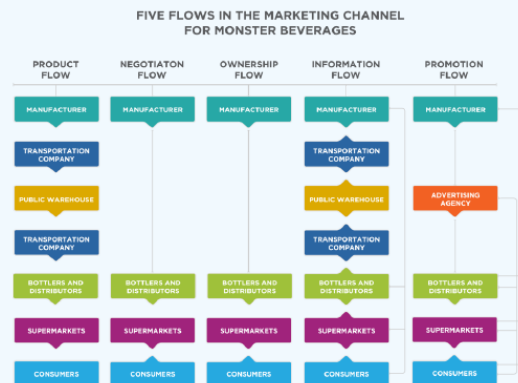 FIVE FLOWS IN THE MARKETING CHANNEL
FOR MONSTER BEVERAGES
PRODUCT
FLOW
NEGOTIATON
FLOW
OWNERSHIP
FLOW
INFORMATION
FLOW
PROMOTION
FLOW
MANUFACTURER
MANUFACTURER
MANUFACTURER
MANUFACTURER
MANUFACTURER
TRANSPORTATION
COMPANY
TRANSPORTATION
COMPANY
PUBLIC WAREHOUSE
PUBLIC WAREHOUSE
ADVERTISING
AGENCY
TRANSPORTATION
COMPANY
TRANSPORTATION
COMPANY
BOTTLERS AND
DISTRIBUTORS
BOTTLERS AND
DISTRIBUTORS
BOTTLERS AND
DISTRIBUTORS
BOTTLERS AND
DISTRIBUTORS
BOTTLERS AND
DISTRIBUTORS
SUPERMARKETS
SUPERMARKETS
SUPERMARKETS
SUPERMARKETS
SUPERMARKETS
CONSUMERS
CONSUMERS
CONSUMERS
CONSUMERS
CONSUMERS